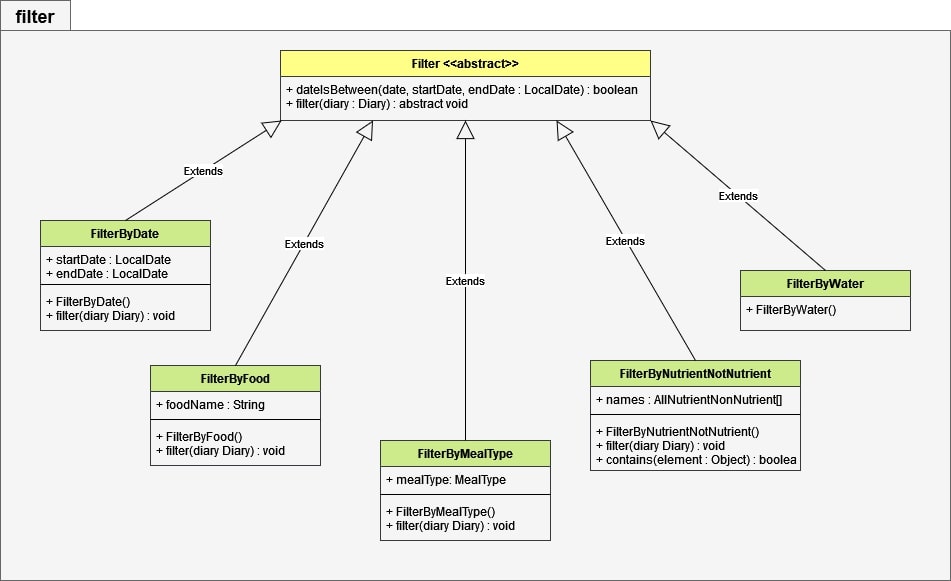 filter
Filter <<abstract>>
+ dateIsBetween(date, startDate, endDate : LocalDate) : boolean
+ filter(diary : Diary) : abstract void
Extends
Extends
Extends
Extends
Extends
FilterByDate
+ startDate : LocalDate
+ endDate : LocalDate
+ FilterByDate()
+ filter(diary Diary) : void
FilterByFood
+ foodName : String
+ FilterByFood()
+ filter(diary Diary) : void
FilterByMealType
+ mealType: MealType
+ FilterByMealType()
+ filter(diary Diary) : void
FilterByNutrientNotNutrient
+ names : AllNutrientNonNutrient[]
+ FilterByNutrientNotNutrient()
+ filter(diary Diary) : void
+ contains(element : Object) : boolea
FilterByWater
+ FilterByWater()